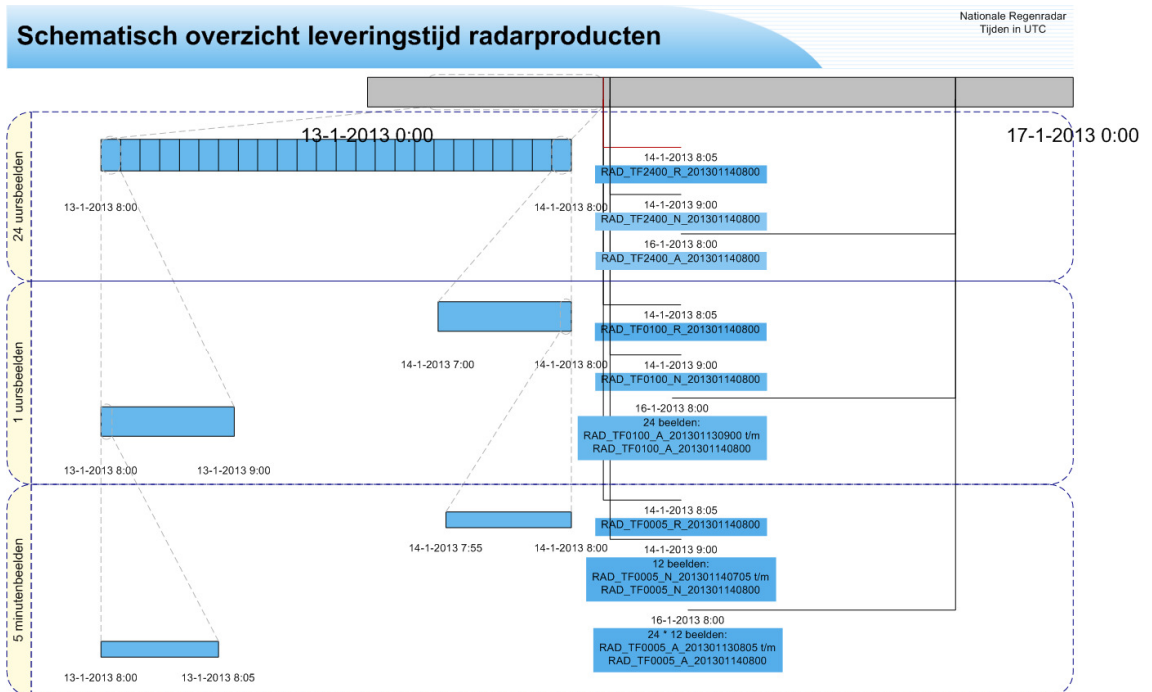 Schematisch overzicht leveringstijd radarproducten
Nationale Regenradar
Tijden in UTC
13-1-2013 0:00
17-1-2013 0:00
24 uursbeelden
13-1-2013 8:00
14-1-2013 8:00
14-1-2013 8:05
RAD_TF2400_R_201301140800
14-1-2013 9:00
RAD_TF2400_N_201301140800
16-1-2013 8:00
RAD_TF2400_A_201301140800
1 uursbeelden
14-1-2013 7:00
14-1-2013 8:00
13-1-2013 8:00
13-1-2013 9:00
14-1-2013 8:05
RAD_TF0100_R_201301140800
14-1-2013 9:00
RAD_TF0100_N_201301140800
16-1-2013 8:00
24 beelden:
RAD_TF0100_A_201301130900 t/m
RAD_TF0100_A_201301140800
5 minutenbeelden
14-1-2013 7:55
14-1-2013 8:00
13-1-2013 8:00
13-1-2013 8:05
14-1-2013 8:05
RAD_TF0005_R_201301140800
14-1-2013 9:00
12 beelden:
RAD_TF0005_N_201301140705 t/m
RAD_TF0005_N_201301140800
16-1-2013 8:00
24 * 12 beelden:
RAD_TF0005_A_201301130805 t/m
RAD_TF0005_A_201301140800